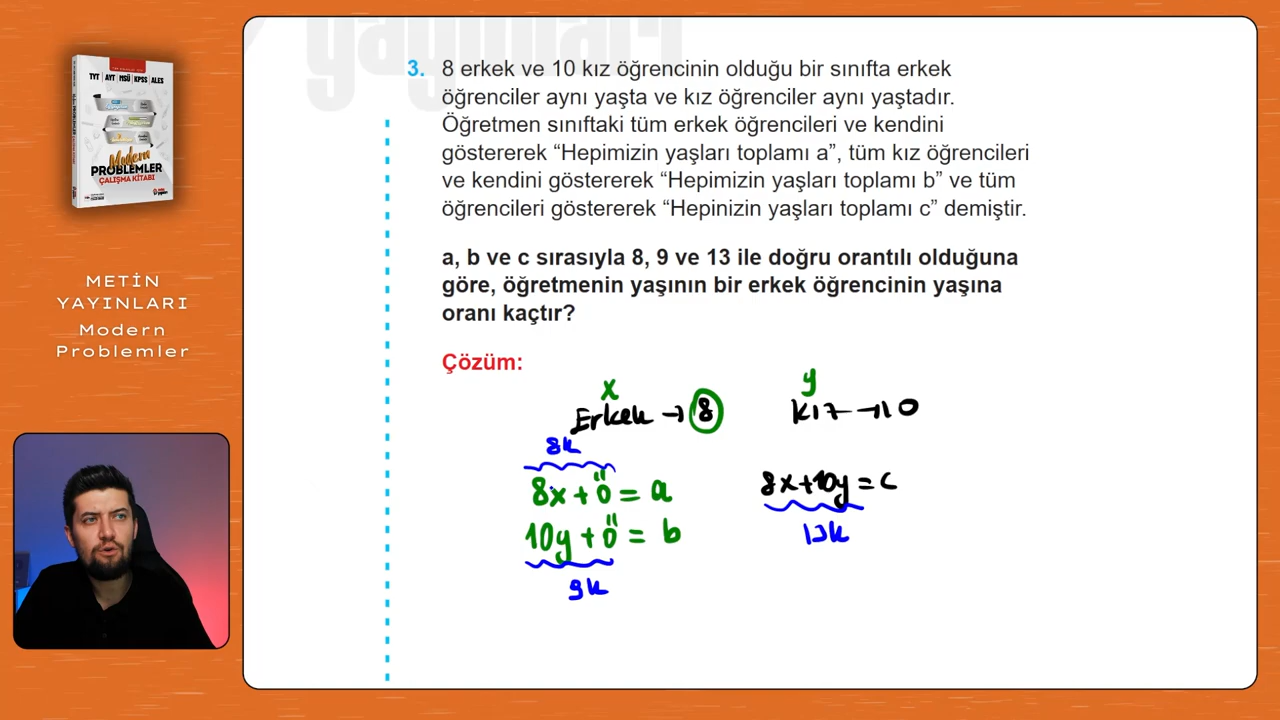 yayınları
TYT | AYT | MSÜ | KPSS | ALES
Modern
PROBLEMLER
ÇALIŞMA KİTABI
METİN
YAYINLARI
Modern
Problemler
3. 8 erkek ve 10 kız öğrencinin olduğu bir sınıfta erkek
öğrenciler aynı yaşta ve kız öğrenciler aynı yaştadır.
Öğretmen sınıftaki tüm erkek öğrencileri ve kendini
göstererek “Hepimizin yaşları toplamı a”, tüm kız öğrencileri
ve kendini göstererek “Hepimizin yaşları toplamı b” ve tüm
öğrencileri göstererek “Hepinizin yaşları toplamı c” demiştir.
a, b ve c sırasıyla 8, 9 ve 13 ile doğru orantılı olduğuna
göre, öğretmenin yaşının bir erkek öğrencinin yaşına
oranı kaçtır?
Çözüm:
x y
Erkek → 8 kız → 10
8k
8x + Ö = a 8x+10y = c
10y + Ö = b 13k
9k